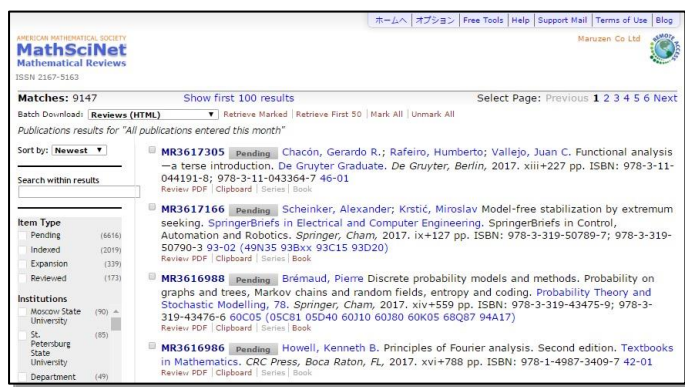 ホームへ | オプション | Free Tools | Help | Support Mail | Terms of Use | Blog
AMERICAN MATHEMATICAL SOCIETY
MathSciNet
Mathematical Reviews
ISSN 2167-5163
Maruzen Co Ltd
REMOTE ACCESS
Matches: 9147
Show first 100 results
Select Page: Previous 1 2 3 4 5 6 Next
Batch Download: Reviews (HTML) ▼ Retrieve Marked | Retrieve First 50 | Mark All | Unmark All
Publications results for "All publications entered this month"
Sort by: Newest ▼
Search within results
Item Type
Pending (6616)
Indexed (2019)
Expansion (339)
Reviewed (173)
Institutions
Moscow State (90)
University
St. (85)
Petersburg
State
University
Department (49)
MR3617305 Pending Chacón, Gerardo R.; Rafeiro, Humberto; Vallejo, Juan C. Functional analysis
—a terse introduction. De Gruyter Graduate. De Gruyter, Berlin, 2017. xiii+227 pp. ISBN: 978-3-11-
044191-8; 978-3-11-043364-7 46-01
Review PDF | Clipboard | Series | Book
MR3617166 Pending Scheinker, Alexander; Krstić, Miroslav Model-free stabilization by extremum
seeking. SpringerBriefs in Electrical and Computer Engineering. SpringerBriefs in Control,
Automation and Robotics. Springer, Cham, 2017. ix+127 pp. ISBN: 978-3-319-50789-7; 978-3-319-
50790-3 93-02 (49N35 93Bxx 93C15 93D20)
Review PDF | Clipboard | Series | Book
MR3616988 Pending Brémaud, Pierre Discrete probability models and methods. Probability on
graphs and trees, Markov chains and random fields, entropy and coding. Probability Theory and
Stochastic Modelling, 78. Springer, Cham, 2017. xiv+559 pp. ISBN: 978-3-319-43475-9; 978-3-
319-43476-6 60C05 (05C81 05D40 60J10 60J80 60K05 68Q87 94A17)
Review PDF | Clipboard | Series | Book
MR3616986 Pending Howell, Kenneth B. Principles of Fourier analysis. Second edition. Textbooks
in Mathematics. CRC Press, Boca Raton, FL, 2017. xvi+788 pp. ISBN: 978-1-4987-3409-7 42-01
Review PDF | Clipboard | Series | Book